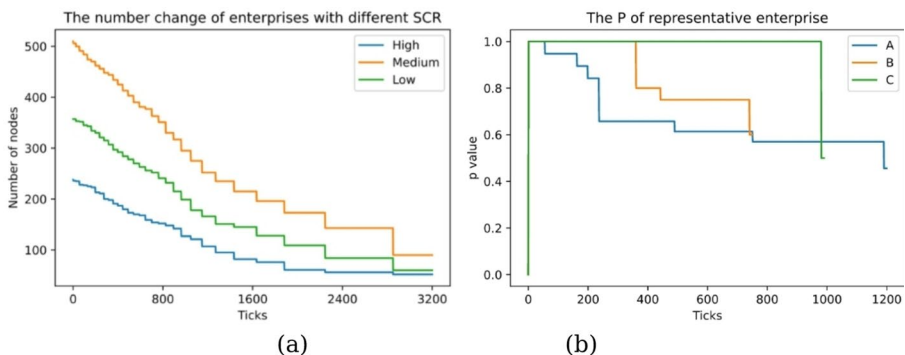 The number change of enterprises with different SCR
High
Medium
Low
Number of nodes
500
400
300
200
100
0
800
1600
2400
3200
Ticks
(a)
The P of representative enterprise
A
B
C
p value
1.0
0.8
0.6
0.4
0.2
0.0
0
200
400
600
800
1000
1200
Ticks
(b)